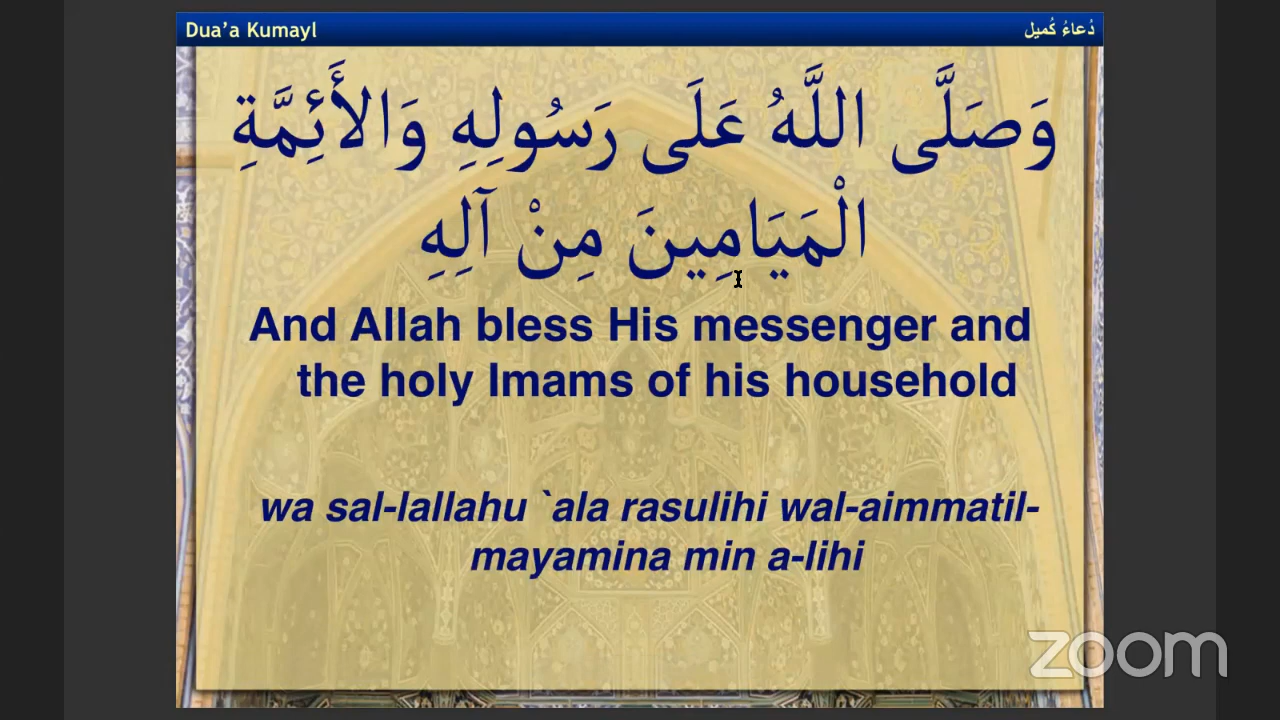 Dua’a Kumayl
دُعاءُ كُميل
وَصَلَّى اللَّهُ عَلَى رَسُولِهِ وَالأَئِمَّةِ
الْمَيَامِينَ مِنْ آلِهِ
And Allah bless His messenger and
the holy Imams of his household
wa sal-lallahu `ala rasulihi wal-aimmatil-
mayamina min a-lihi
zoom